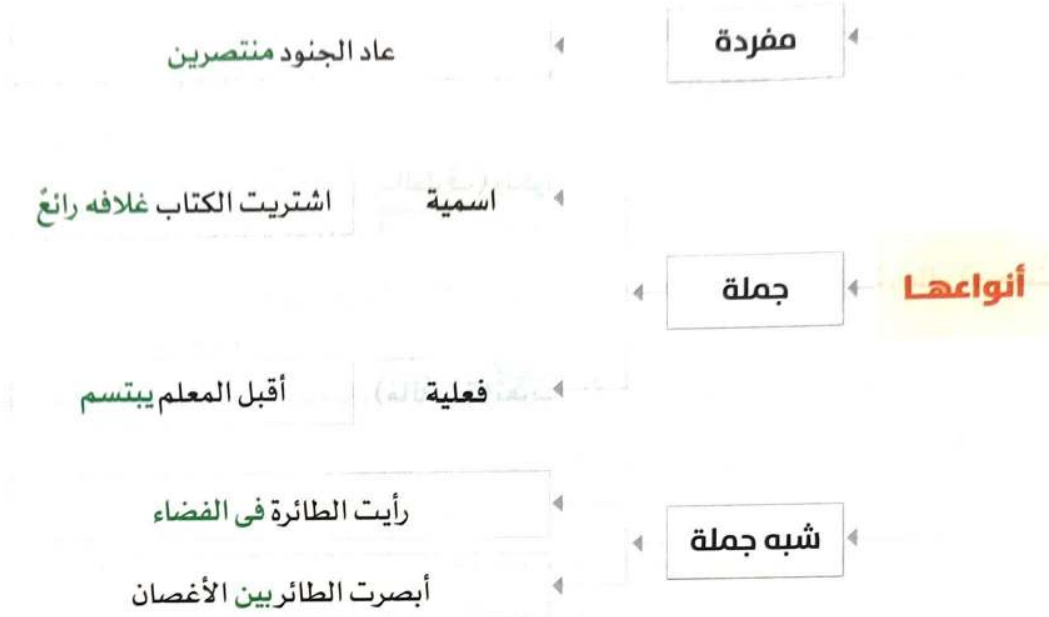 مفردة
عاد الجنود منتصرين
اسمية
اشتريت الكتاب غلافه رائعٌ
أنواعها
جملة
فعلية
أقبل المعلم يبتسم
شبه جملة
رأيت الطائرة فى الفضاء
أبصرت الطائر بين الأغصان